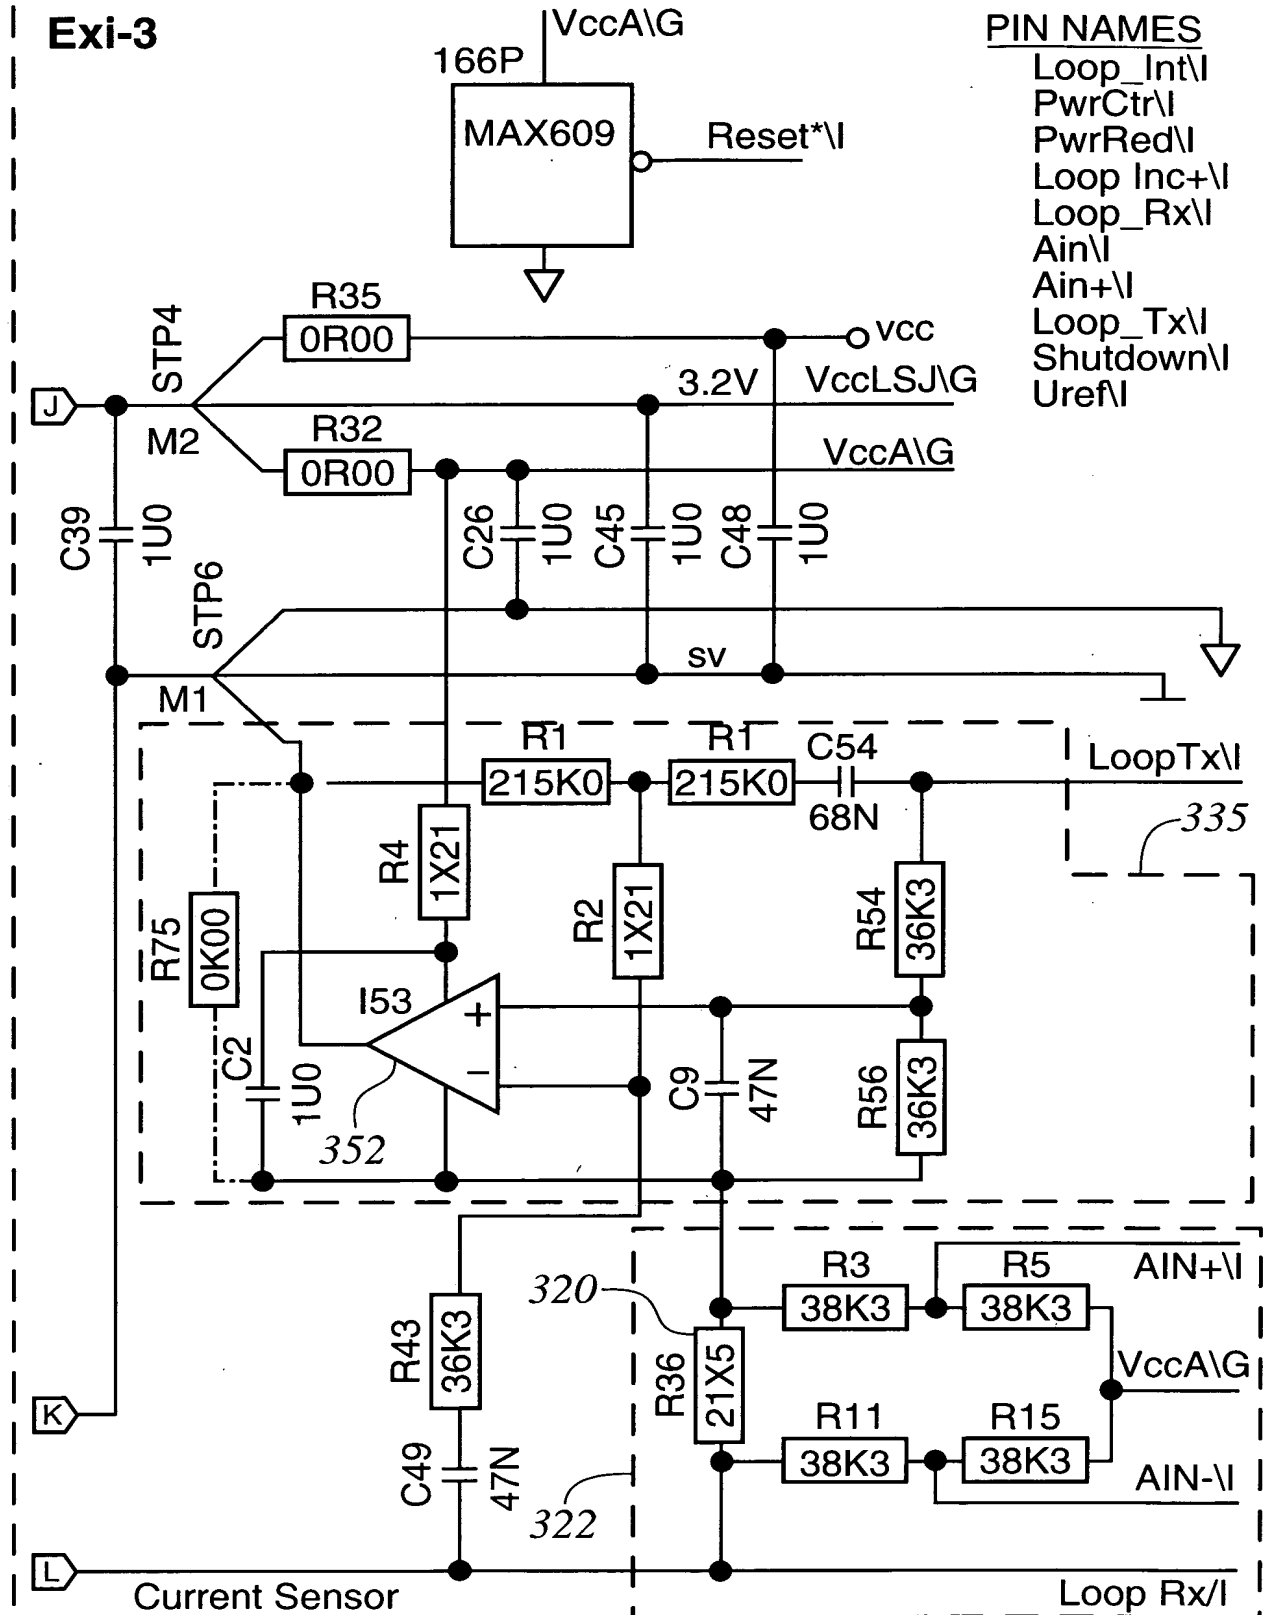 Exi-3
VccA\G
166P
MAX609
Reset*\I
PIN NAMES
Loop_Int\I
PwrCtr\I
PwrRed\I
Loop Inc+\I
Loop_Rx\I
Ain\I
Ain+\I
Loop_Tx\I
Shutdown\I
Uref\I
STP4
R35
0R00
vcc
J
3.2V
VccLSJ\G
M2
R32
0R00
VccA\G
C39
1U0
C26
1U0
C45
1U0
C48
1U0
STP6
sv
M1
R1
215K0
R1
215K0
C54
68N
LoopTx\I
335
R4
1X21
R2
1X21
R54
36K3
R75
0K00
I53
+
–
C2
1U0
352
C9
47N
R56
36K3
320
R3
38K3
R5
38K3
AIN+\I
R43
36K3
R36
21X5
VccA\G
K
R11
38K3
R15
38K3
C49
47N
AIN-\I
322
L
Current Sensor
Loop Rx/I